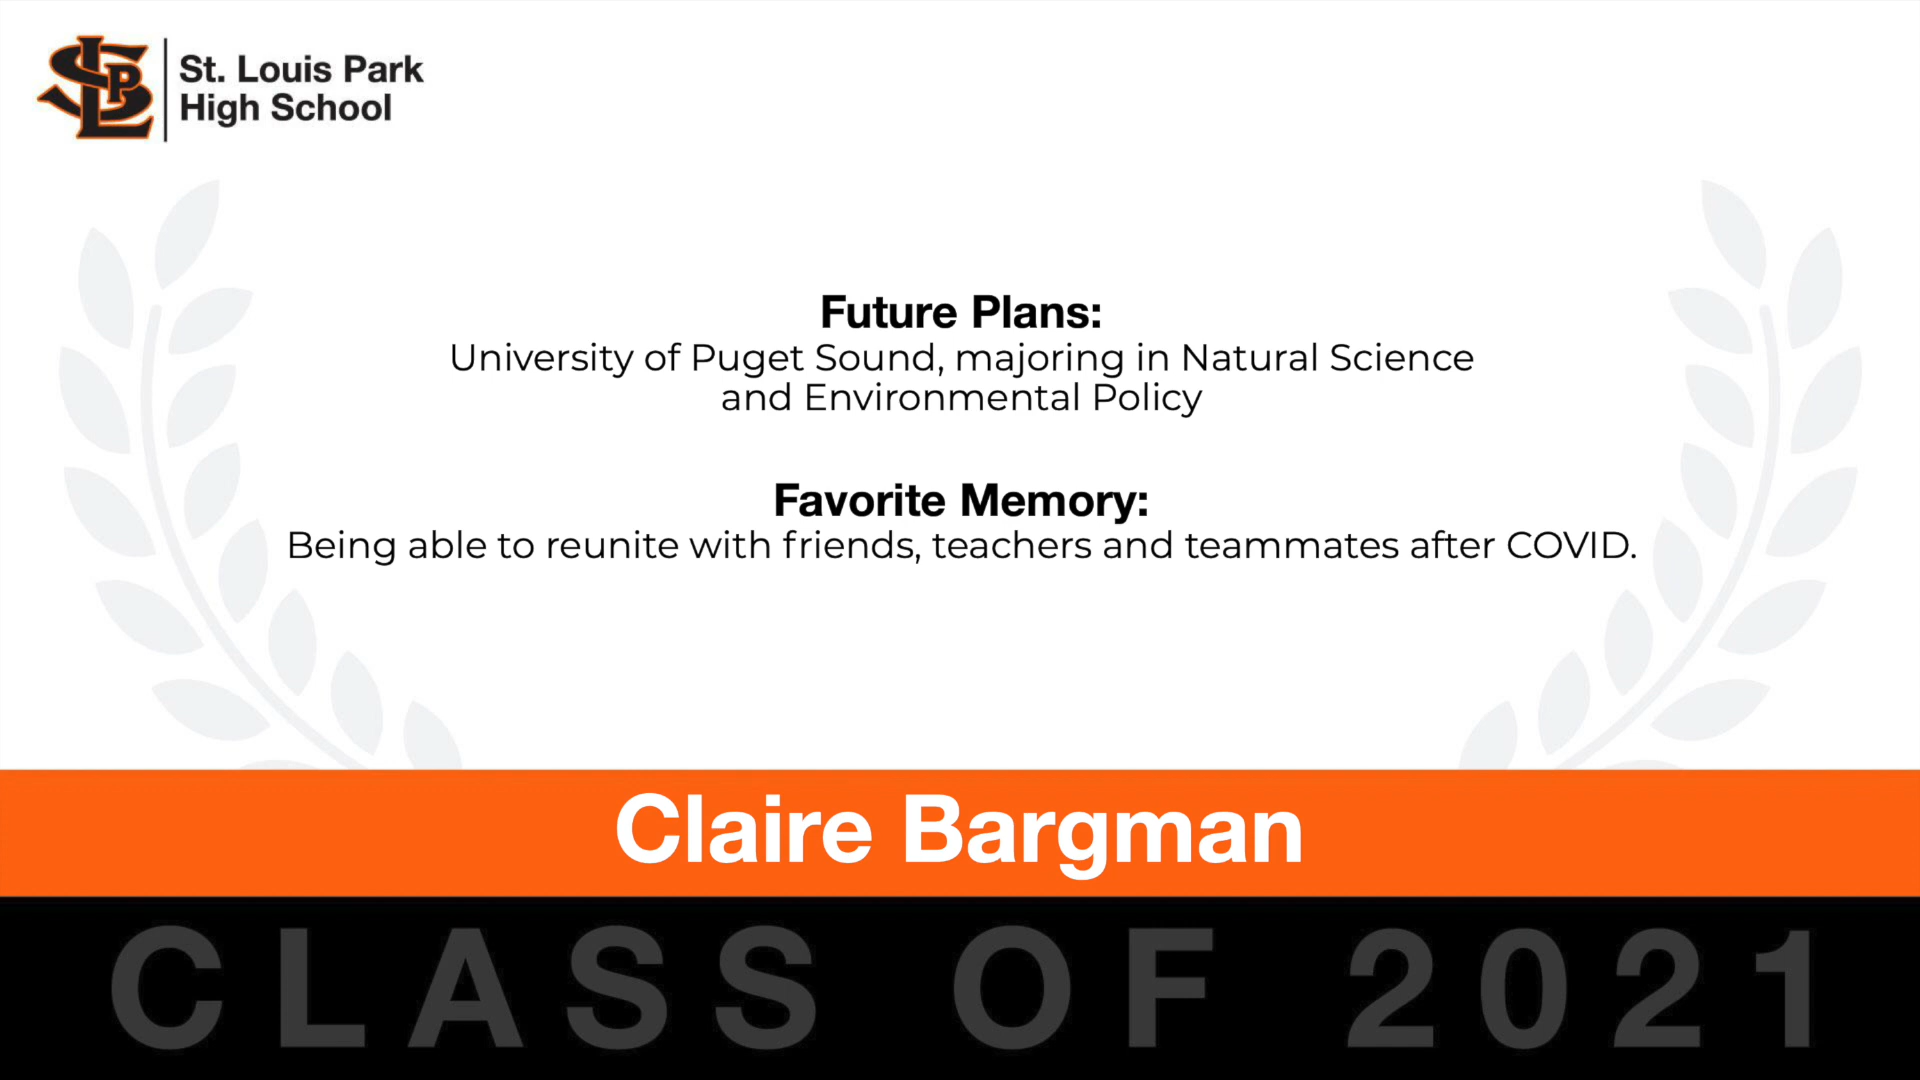 SLP
St. Louis Park
High School
Future Plans:
University of Puget Sound, majoring in Natural Science
and Environmental Policy
Favorite Memory:
Being able to reunite with friends, teachers and teammates after COVID.
Claire Bargman
CLASS OF 2021